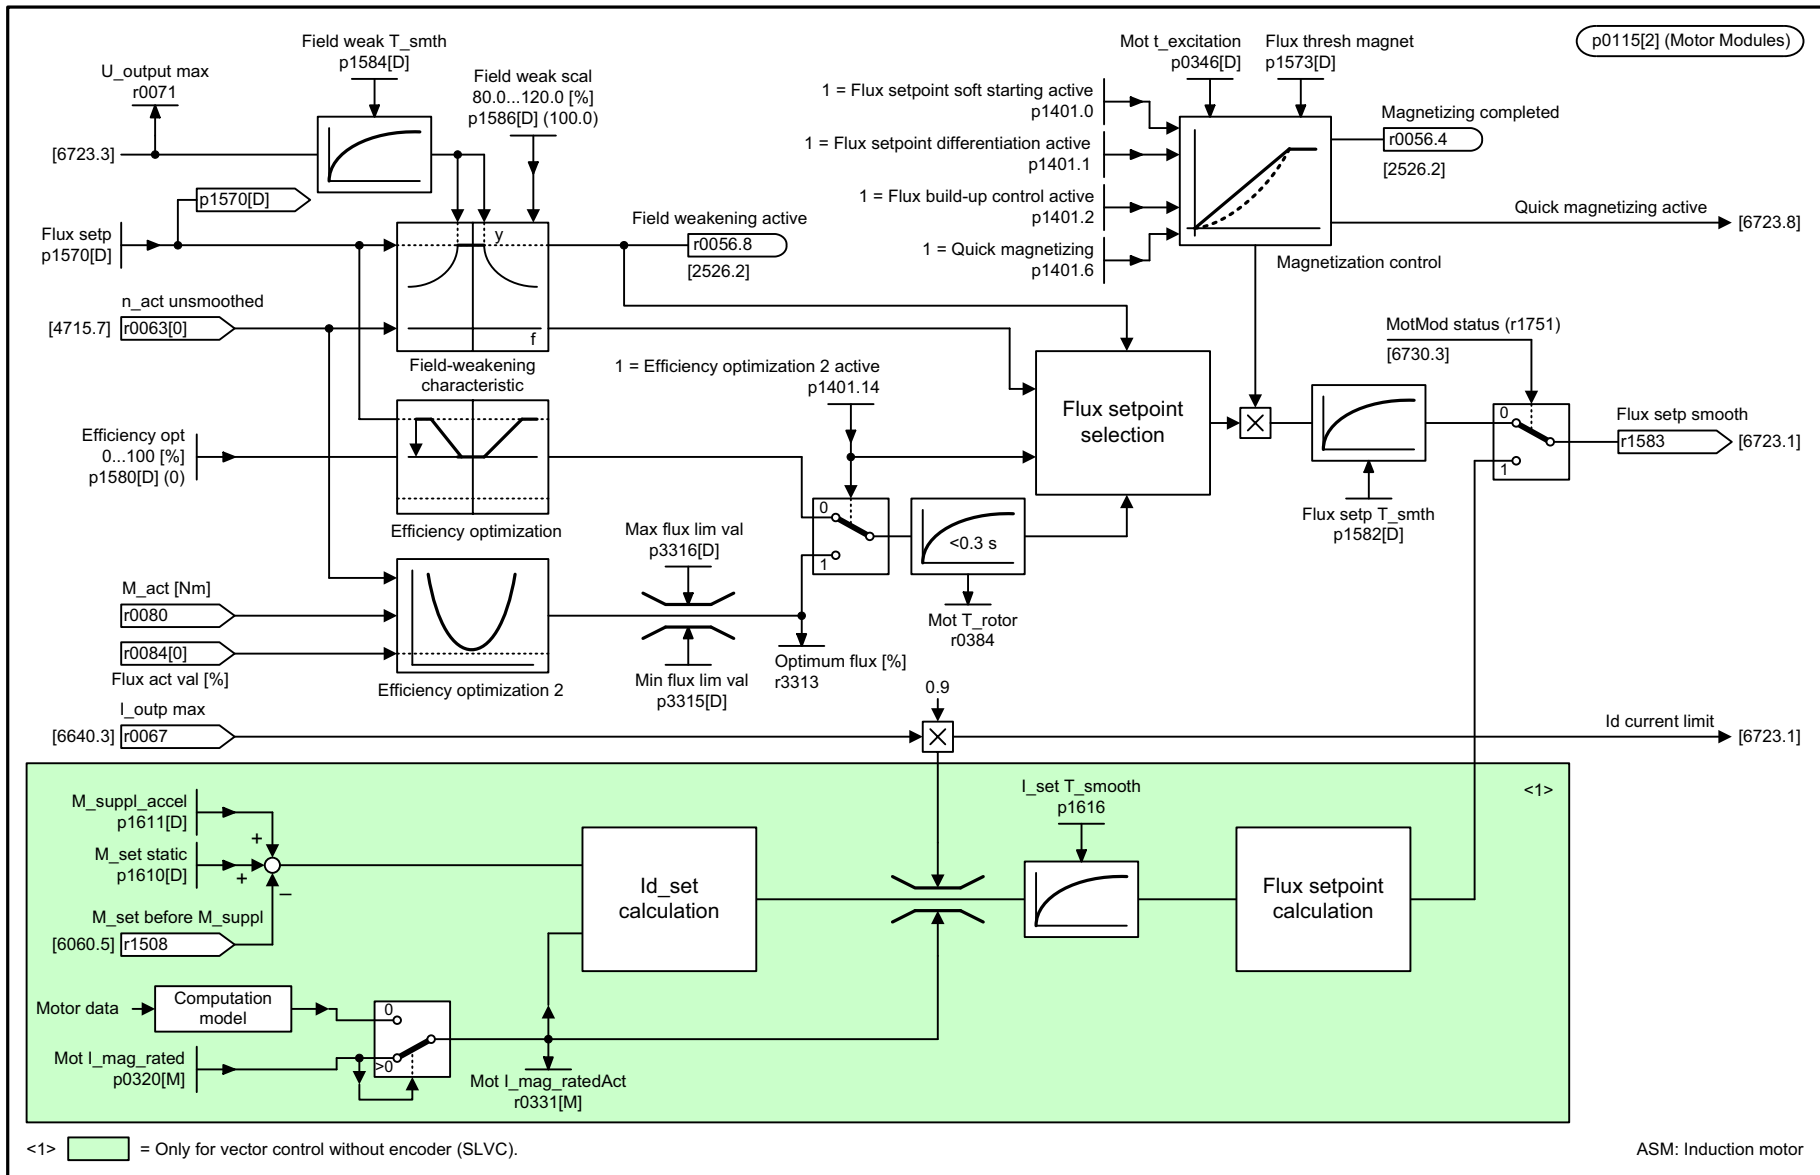 Field weak T_smth
p1584[D]
U_output max
r0071
Field weak scal
80.0...120.0 [%]
p1586[D] (100.0)
[6723.3]
p1570[D]
Flux setp
p1570[D]
y
f
Field weakening active
r0056.8
[2526.2]
n_act unsmoothed
[4715.7]
r0063[0]
Field-weakening
characteristic
Mot t_excitation
p0346[D]
Flux thresh magnet
p1573[D]
p0115[2] (Motor Modules)
1 = Flux setpoint soft starting active
p1401.0
1 = Flux setpoint differentiation active
p1401.1
1 = Flux build-up control active
p1401.2
1 = Quick magnetizing
p1401.6
Magnetizing completed
r0056.4
[2526.2]
Quick magnetizing active
[6723.8]
Magnetization control
1 = Efficiency optimization 2 active
p1401.14
Flux setpoint
selection
MotMod status (r1751)
[6730.3]
0
1
Flux setp smooth
r1583
[6723.1]
Flux setp T_smth
p1582[D]
Efficiency opt
0...100 [%]
p1580[D] (0)
Efficiency optimization
0
1
<0.3 s
Mot T_rotor
r0384
Max flux lim val
p3316[D]
Min flux lim val
p3315[D]
Optimum flux [%]
r3313
M_act [Nm]
r0080
r0084[0]
Flux act val [%]
Efficiency optimization 2
I_outp max
[6640.3]
r0067
0.9
Id current limit
[6723.1]
<1>
M_suppl_accel
p1611[D]
+
M_set static
p1610[D]
+
–
M_set before M_suppl
[6060.5]
r1508
Id_set
calculation
I_set T_smooth
p1616
Flux setpoint
calculation
Motor data
Computation
model
0
>0
Mot I_mag_rated
p0320[M]
Mot I_mag_ratedAct
r0331[M]
<1>
= Only for vector control without encoder (SLVC).
ASM: Induction motor